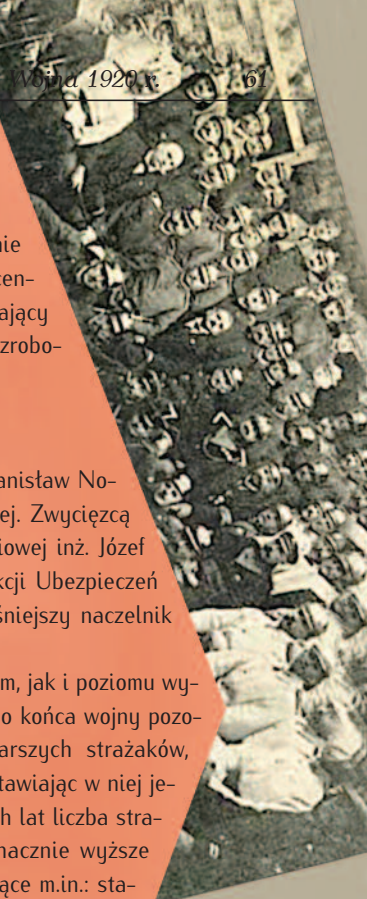 Wojna 1920 r. 61
nie
cen-
ający
zrobo-
anisław No-
ej. Zwycięzcą
iowej inż. Józef
kcji Ubezpieczeń
śniejszy naczelnik
m, jak i poziomu wy-
o końca wojny pozo-
arszych strażaków,
tawiając w niej je-
h lat liczba stra-
nacznie wyższe
ące m.in.: sta-